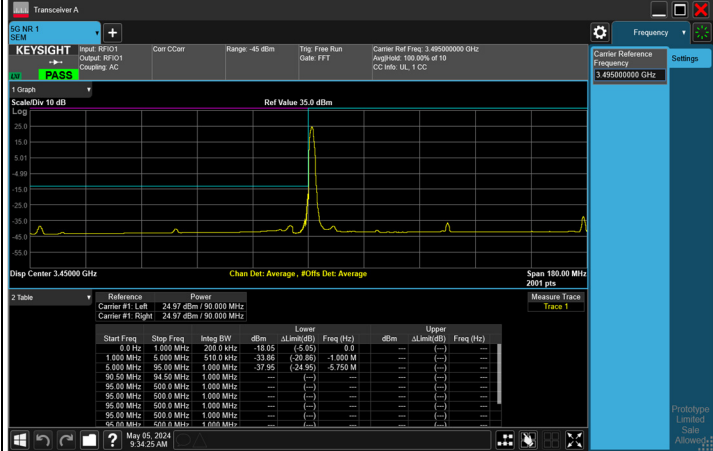 Transceiver A
5G NR 1
SEM
Frequency
KEYSIGHT
Input: RFIO1
Output: RFIO1
Coupling: AC
Corr CCorr
Range: -45 dBm
Trig: Free Run
Gate: FFT
Carrier Ref Freq: 3.495000000 GHz
Avg|Hold: 100.00% of 10
CC Info: UL, 1 CC
LU PASS
Carrier Reference
Frequency
3.495000000 GHz
Settings
1 Graph
Scale/Div 10 dB
Ref Value 35.0 dBm
Log
25.0
15.0
5.01
-4.99
-15.0
-25.0
-35.0
-45.0
-55.0
Disp Center 3.45000 GHz
Chan Det: Average , #Offs Det: Average
Span 180.00 MHz
2001 pts
2 Table
Reference Power
Carrier #1: Left 24.97 dBm / 90.000 MHz
Carrier #1: Right 24.97 dBm / 90.000 MHz
Measure Trace
Trace 1
Lower Upper
Start Freq Stop Freq Integ BW dBm ΔLimit(dB) Freq (Hz) dBm ΔLimit(dB) Freq (Hz)
0.0 Hz 1.000 MHz 200.0 kHz -18.05 (-5.05) 0.0 --- (---) ---
1.000 MHz 5.000 MHz 510.0 kHz -33.86 (-20.86) -1.000 M --- (---) ---
5.000 MHz 95.00 MHz 1.000 MHz -37.95 (-24.95) -5.750 M --- (---) ---
90.50 MHz 94.50 MHz 1.000 MHz --- (---) --- --- (---) ---
95.00 MHz 500.0 MHz 1.000 MHz --- (---) --- --- (---) ---
95.00 MHz 500.0 MHz 1.000 MHz --- (---) --- --- (---) ---
95.00 MHz 500.0 MHz 1.000 MHz --- (---) --- --- (---) ---
95.00 MHz 500.0 MHz 1.000 MHz --- (---) --- --- (---) ---
Prototype
Limited
Sale
Allowed
?
May 05, 2024
9:34:25 AM